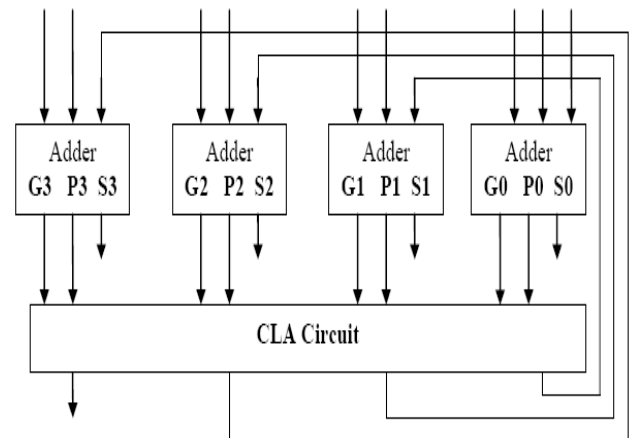 Adder
G3 P3 S3
Adder
G2 P2 S2
Adder
G1 P1 S1
Adder
G0 P0 S0
CLA Circuit